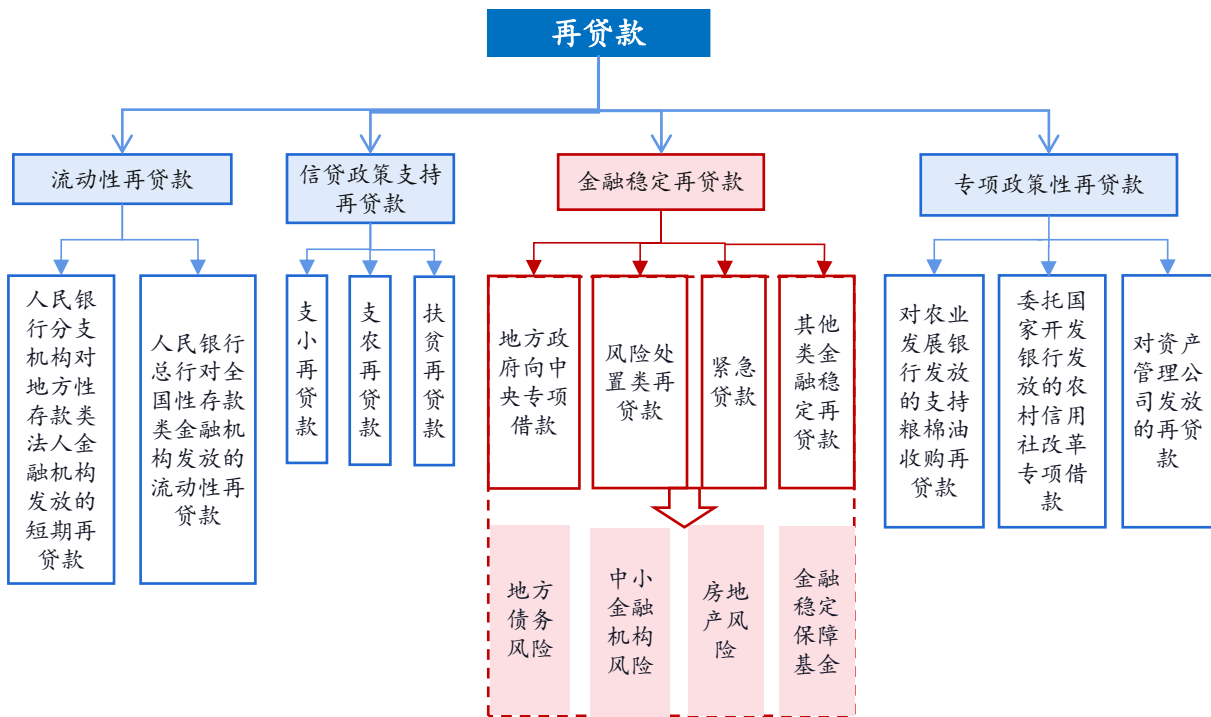 再贷款
流动性再贷款
信贷政策支持
再贷款
金融稳定再贷款
专项政策性再贷款
人民银
行分支
机构对
地方性
存款类
法人金
融机构
发放的
短期再
贷款
人民银行
总行对全
国性存款
类金融机
构发放的
流动性再
贷款
支
小
再
贷
款
支
农
再
贷
款
扶
贫
再
贷
款
地方政
府向中
央专项
借款
风险处
置类再
贷款
紧急
贷款
其他
类金
融稳
定再
贷款
对农业
发展银
行发放
的支持
粮棉油
收购再
贷款
委托国
家开发
银行发
放的农
村信用
社改革
专项借
款
对资产
管理公
司发放
的再贷
款
地方
债务
风险
中小
金融
机构
风险
房地
产风
险
金融
稳定
保障
基金